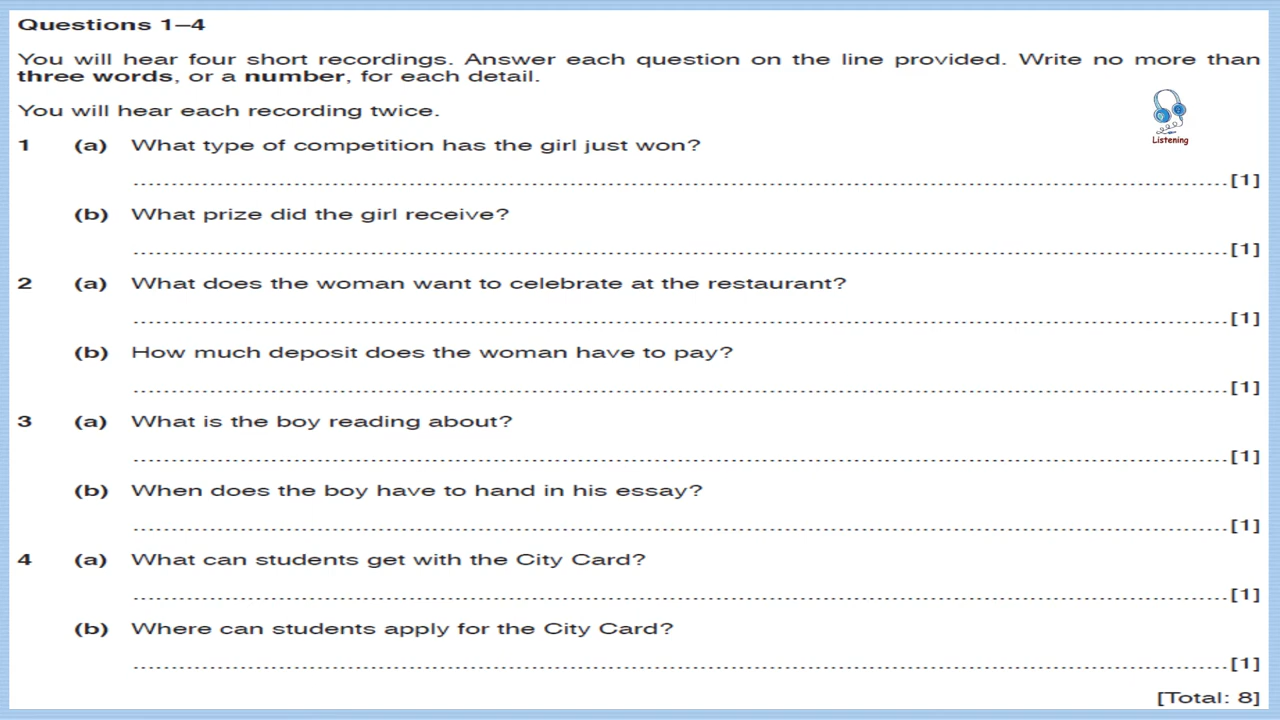 Questions 1–4
You will hear four short recordings. Answer each question on the line provided. Write no more than
three words, or a number, for each detail.
You will hear each recording twice.
Listening
1 (a) What type of competition has the girl just won?
[1]
(b) What prize did the girl receive?
[1]
2 (a) What does the woman want to celebrate at the restaurant?
[1]
(b) How much deposit does the woman have to pay?
[1]
3 (a) What is the boy reading about?
[1]
(b) When does the boy have to hand in his essay?
[1]
4 (a) What can students get with the City Card?
[1]
(b) Where can students apply for the City Card?
[1]
[Total: 8]